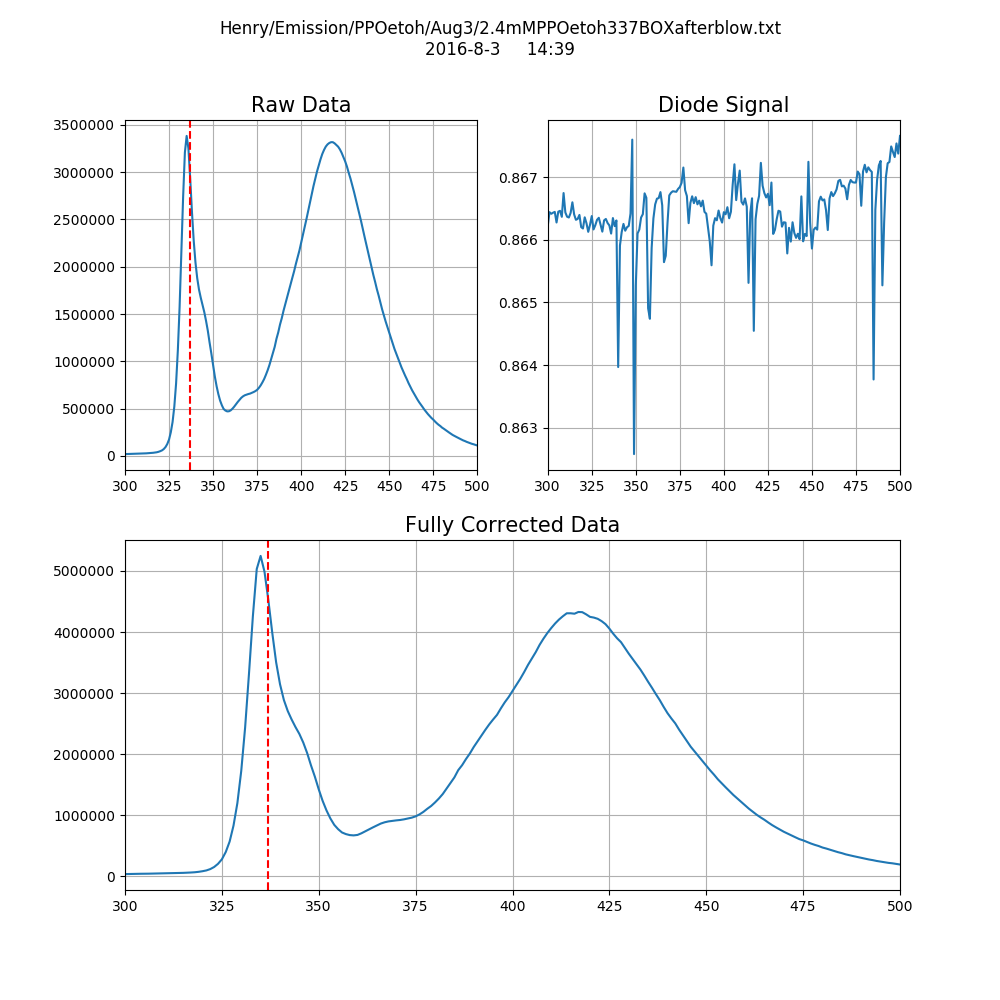 Henry/Emission/PPOetoh/Aug3/2.4mMPPOetoh337BOXafterblow.txt
2016-8-3 14:39
Raw Data
3500000
3000000
2500000
2000000
1500000
1000000
500000
0
300 325 350 375 400 425 450 475 500
Diode Signal
0.867
0.866
0.865
0.864
0.863
300 325 350 375 400 425 450 475 500
Fully Corrected Data
5000000
4000000
3000000
2000000
1000000
0
300 325 350 375 400 425 450 475 500